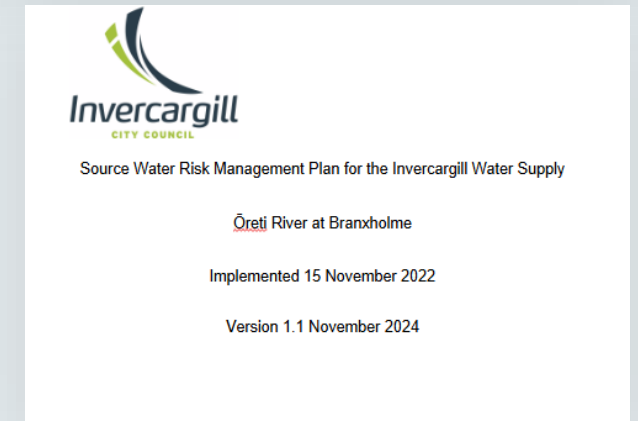 Invercargill
CITY COUNCIL
Source Water Risk Management Plan for the Invercargill Water Supply
Ōreti River at Branxholme
Implemented 15 November 2022
Version 1.1 November 2024